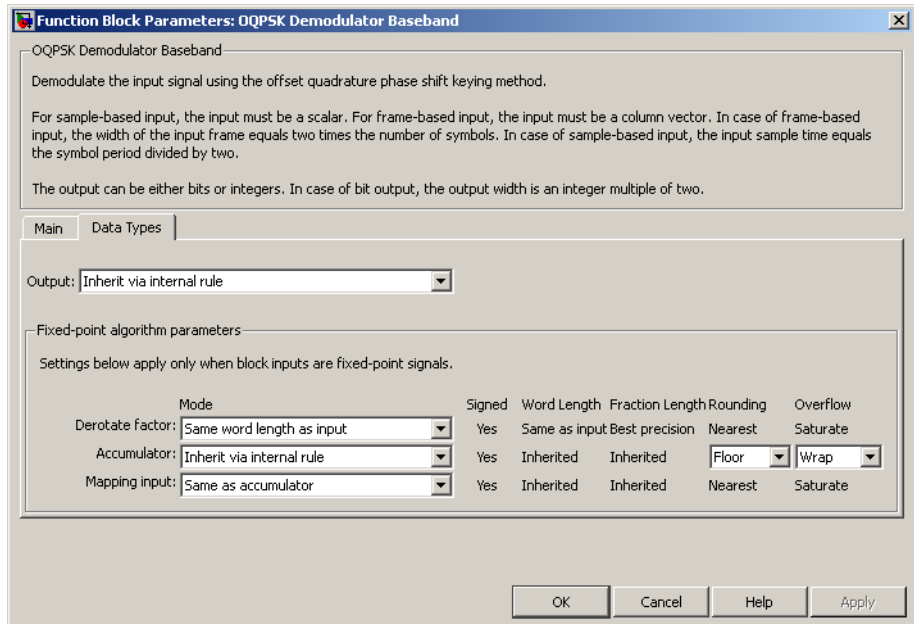 Function Block Parameters: OQPSK Demodulator Baseband
OQPSK Demodulator Baseband
Demodulate the input signal using the offset quadrature phase shift keying method.
For sample-based input, the input must be a scalar. For frame-based input, the input must be a column vector. In case of frame-based
input, the width of the input frame equals two times the number of symbols. In case of sample-based input, the input sample time equals
the symbol period divided by two.
The output can be either bits or integers. In case of bit output, the output width is an integer multiple of two.
Main Data Types
Output: Inherit via internal rule
Fixed-point algorithm parameters
Settings below apply only when block inputs are fixed-point signals.
Mode Signed Word Length Fraction Length Rounding Overflow
Derotate factor: Same word length as input Yes Same as input Best precision Nearest Saturate
Accumulator: Inherit via internal rule Yes Inherited Inherited Floor Wrap
Mapping input: Same as accumulator Yes Inherited Inherited Nearest Saturate
OK Cancel Help Apply